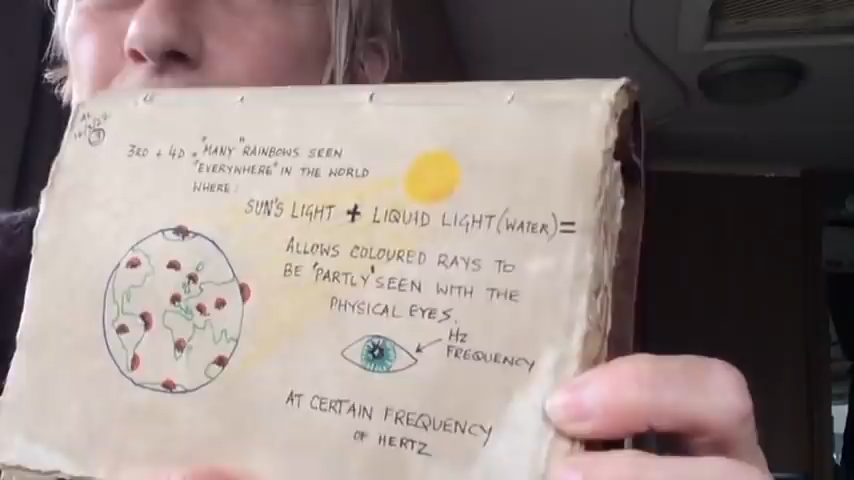 3RD + 4D = "MANY" RAINBOWS SEEN
"EVERYWHERE" IN THE WORLD
WHERE:
SUN'S LIGHT + LIQUID LIGHT (WATER) =
ALLOWS COLOURED RAYS TO
BE 'PARTLY' SEEN WITH THE
PHYSICAL EYES.
HZ
FREQUENCY
AT CERTAIN FREQUENCY
OF HERTZ